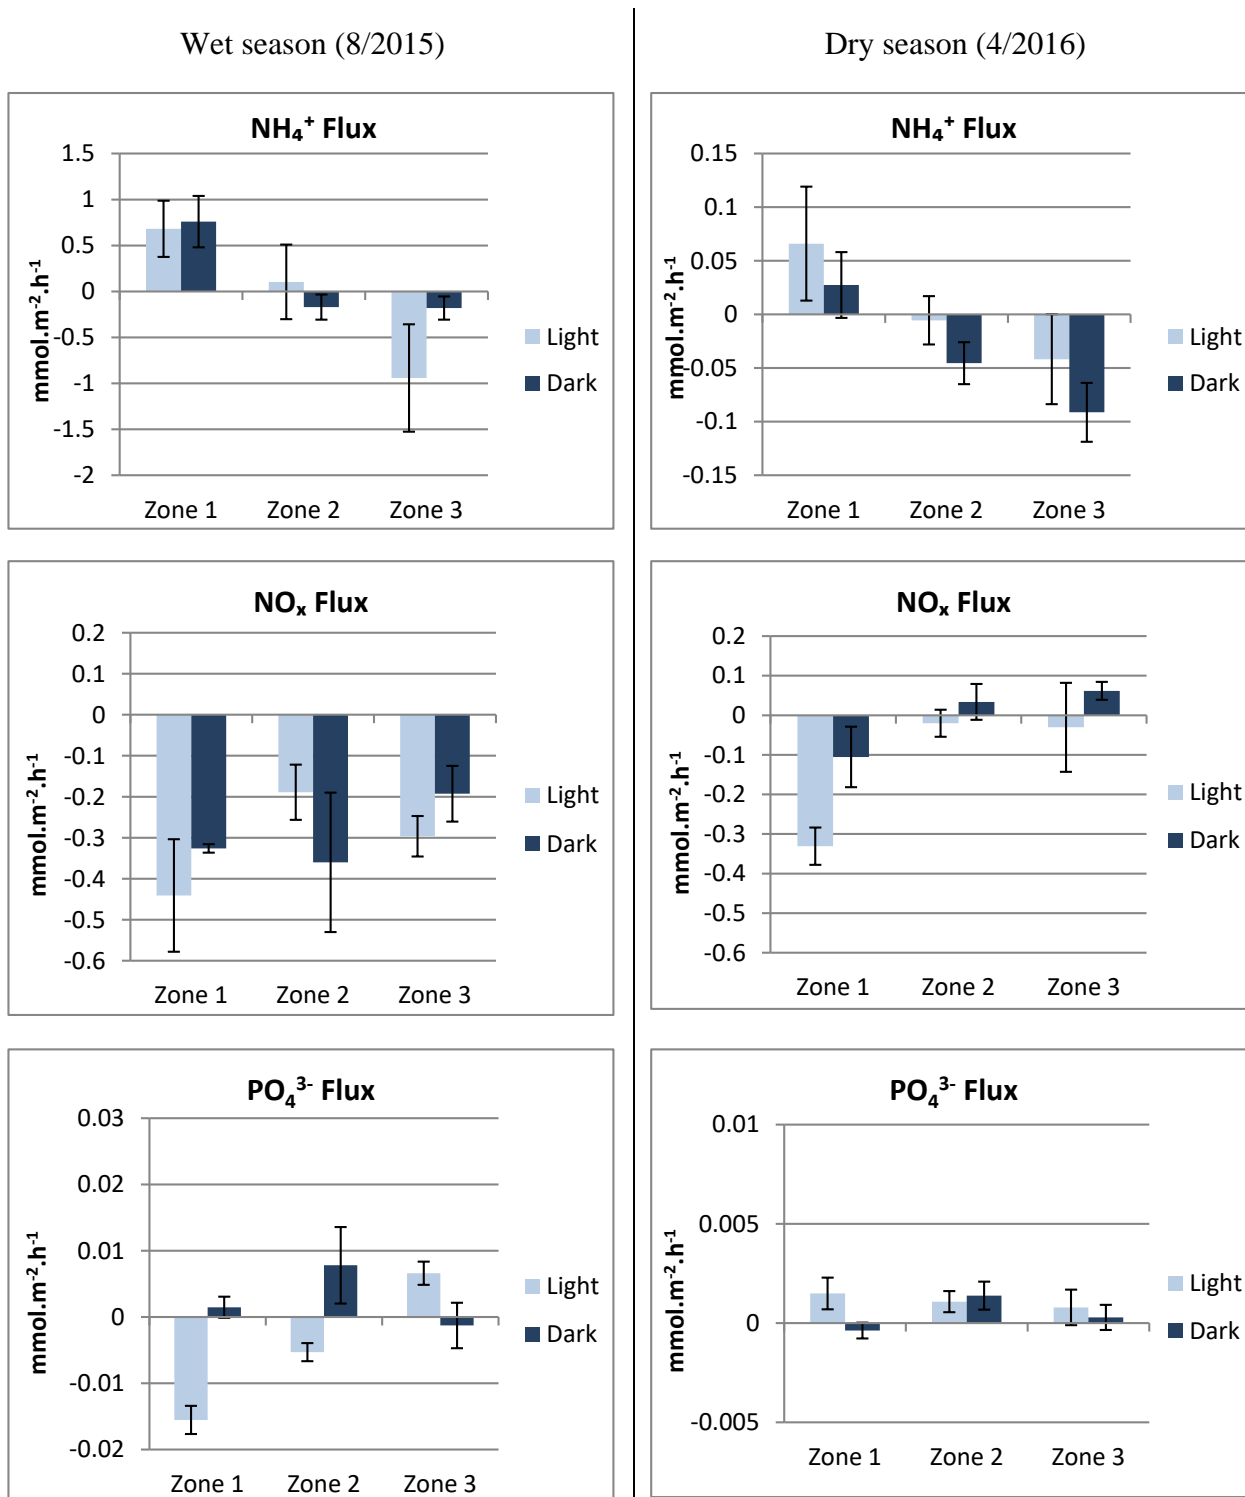 Wet season (8/2015)
Dry season (4/2016)
NH₄⁺ Flux
1.5
1
0.5
0
-0.5
-1
-1.5
-2
mmol.m⁻².h⁻¹
Zone 1 Zone 2 Zone 3
Light
Dark
NH₄⁺ Flux
0.15
0.1
0.05
0
-0.05
-0.1
-0.15
mmol.m⁻².h⁻¹
Zone 1 Zone 2 Zone 3
Light
Dark
NOₓ Flux
0.2
0.1
0
-0.1
-0.2
-0.3
-0.4
-0.5
-0.6
mmol.m⁻².h⁻¹
Zone 1 Zone 2 Zone 3
Light
Dark
NOₓ Flux
0.2
0.1
0
-0.1
-0.2
-0.3
-0.4
-0.5
-0.6
mmol.m⁻².h⁻¹
Zone 1 Zone 2 Zone 3
Light
Dark
PO₄³⁻ Flux
0.03
0.02
0.01
0
-0.01
-0.02
mmol.m⁻².h⁻¹
Zone 1 Zone 2 Zone 3
Light
Dark
PO₄³⁻ Flux
0.01
0.005
0
-0.005
mmol.m⁻².h⁻¹
Zone 1 Zone 2 Zone 3
Light
Dark